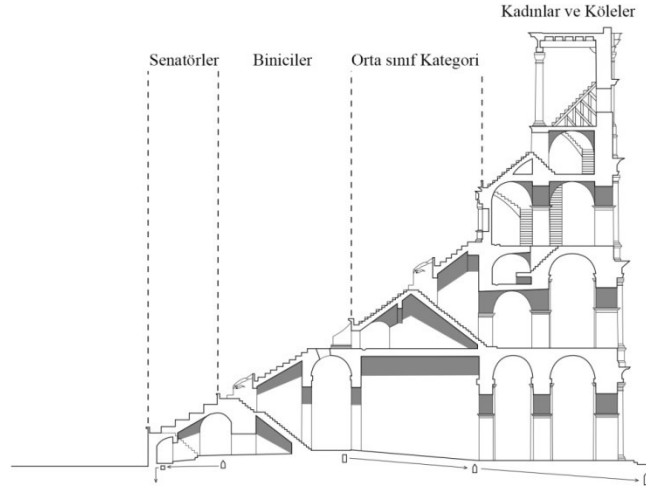 Kadınlar ve Köleler
Senatörler
Biniciler
Orta sınıf Kategori